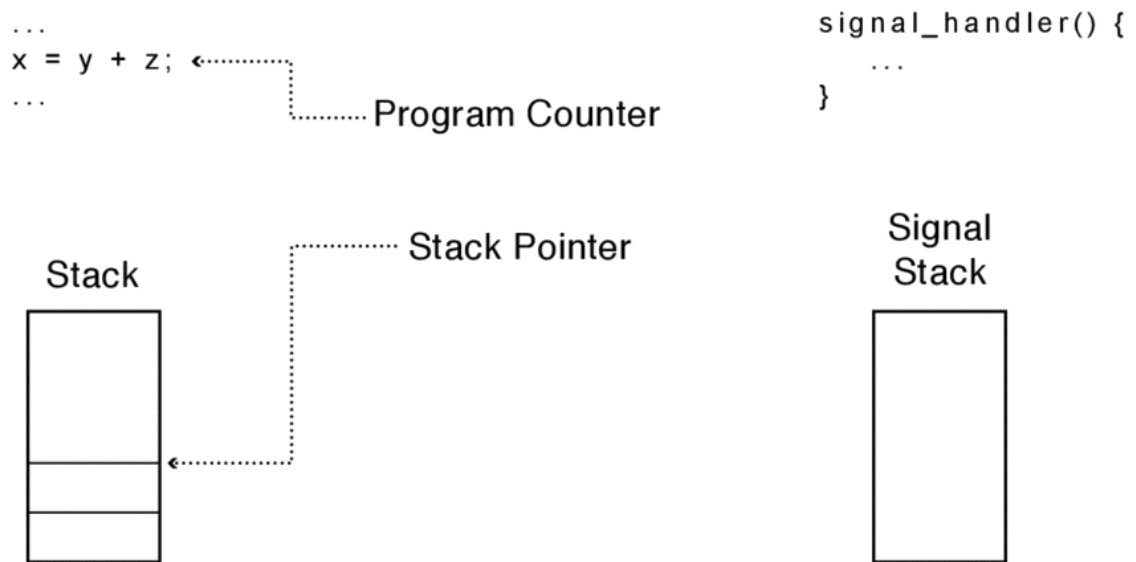 ...
x = y + z;
...
Program Counter
signal_handler() {
...
}
Stack Pointer
Stack
Signal
Stack